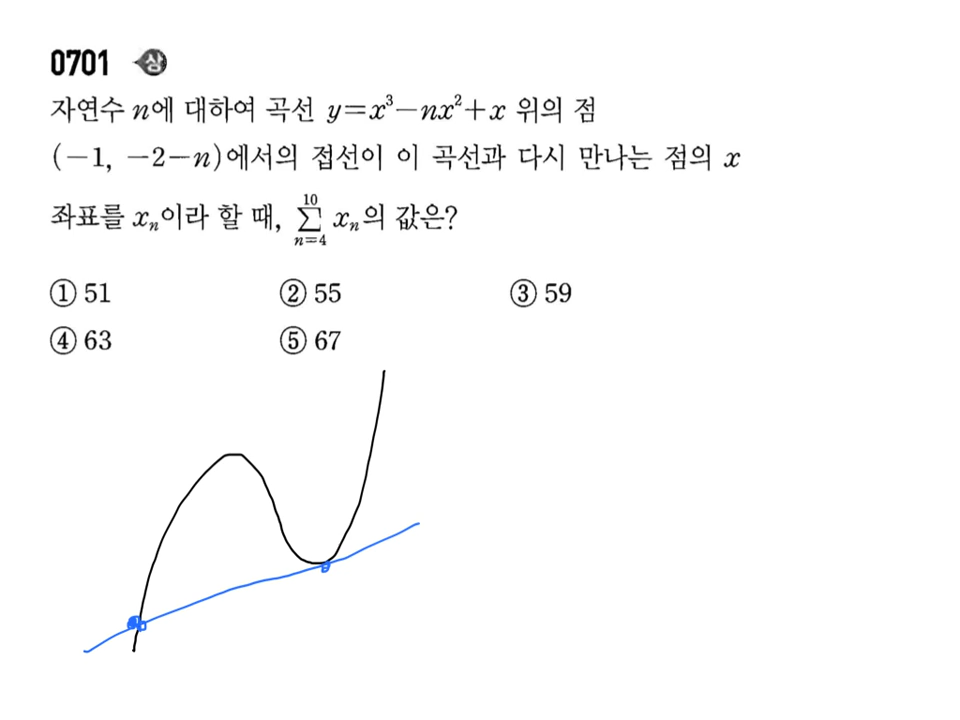 0701 상
자연수 n에 대하여 곡선 y=x³−nx²+x 위의 점
(−1, −2−n)에서의 접선이 이 곡선과 다시 만나는 점의 x
좌표를 xₙ이라 할 때, ∑_{n=4}^{10} xₙ의 값은?
① 51 ② 55 ③ 59
④ 63 ⑤ 67